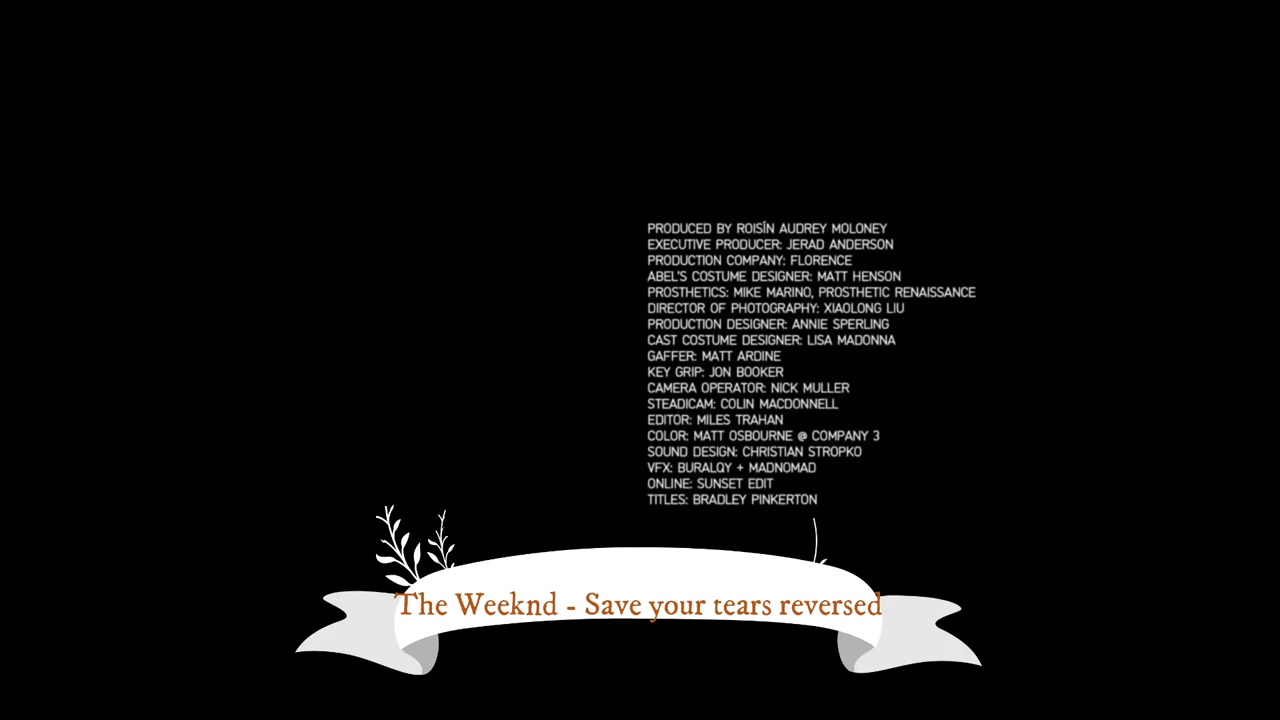 PRODUCED BY ROISÍN AUDREY MOLONEY
EXECUTIVE PRODUCER: JERAD ANDERSON
PRODUCTION COMPANY: FLORENCE
ABEL'S COSTUME DESIGNER: MATT HENSON
PROSTHETICS: MIKE MARINO, PROSTHETIC RENAISSANCE
DIRECTOR OF PHOTOGRAPHY: XIAOLONG LIU
PRODUCTION DESIGNER: ANNIE SPERLING
CAST COSTUME DESIGNER: LISA MADONNA
GAFFER: MATT ARDINE
KEY GRIP: JON BOOKER
CAMERA OPERATOR: NICK MULLER
STEADICAM: COLIN MACDONNELL
EDITOR: MILES TRAHAN
COLOR: MATT OSBOURNE @ COMPANY 3
SOUND DESIGN: CHRISTIAN STROPKO
VFX: BURALQY + MADNOMAD
ONLINE: SUNSET EDIT
TITLES: BRADLEY PINKERTON
The Weeknd - Save your tears reversed